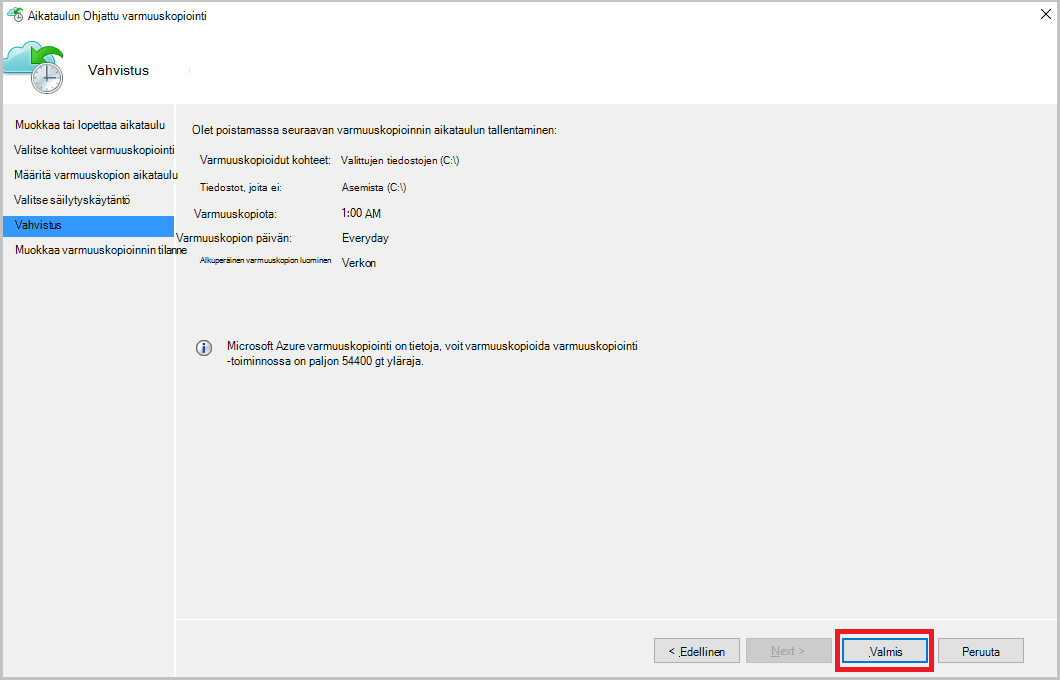 Aikataulun Ohjattu varmuuskopiointi
Vahvistus
Muokkaa tai lopettaa aikataulu
Valitse kohteet varmuuskopiointi
Määritä varmuuskopion aikataulu
Valitse säilytyskäytäntö
Vahvistus
Muokkaa varmuuskopioinnin tilanne
Olet poistamassa seuraavan varmuuskopioinnin aikataulun tallentaminen:
Varmuuskopioidut kohteet: Valittujen tiedostojen (C:\)
Tiedostot, joita ei: Asemista (C:\)
Varmuuskopiota: 1:00 AM
Varmuuskopion päivän: Everyday
Alkuperäinen varmuuskopion luominen Verkon
Microsoft Azure varmuuskopiointi on tietoja, voit varmuuskopioida varmuuskopiointi
-toiminnossa on paljon 54400 gt yläraja.
< .Edellinen Next > .Valmis Peruuta